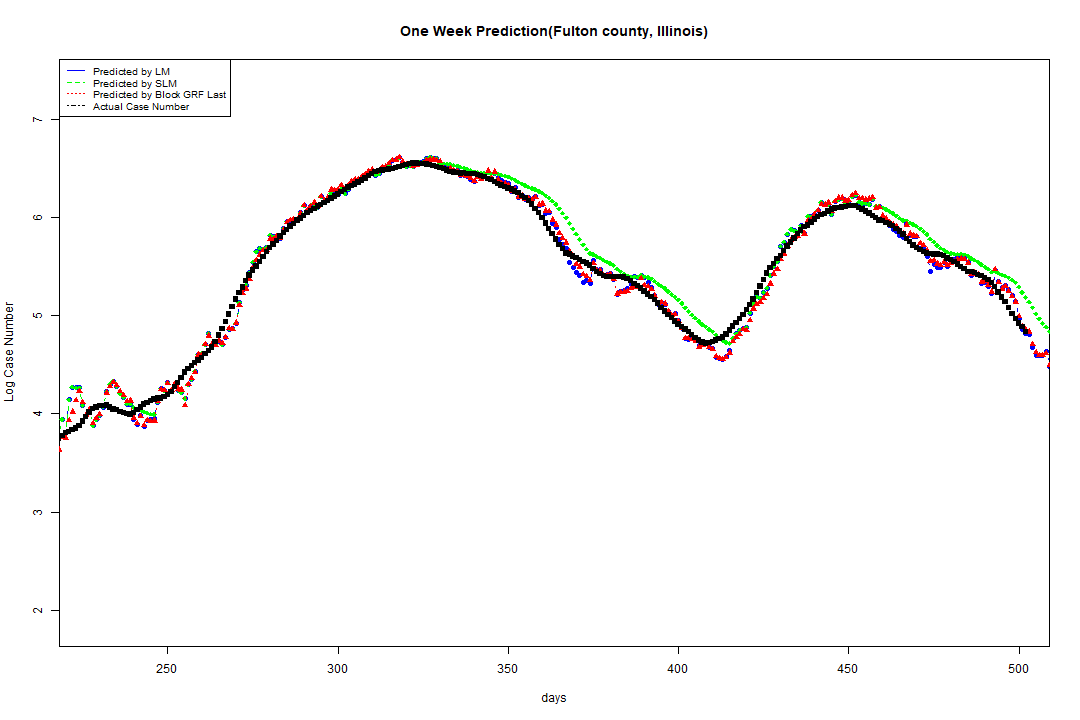 One Week Prediction(Fulton county, Illinois)
Predicted by LM
Predicted by SLM
Predicted by Block GRF Last
Actual Case Number
7
6
5
4
3
2
Log Case Number
250 300 350 400 450 500
days